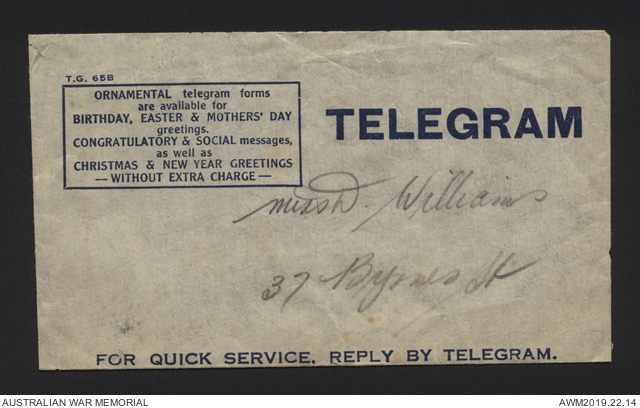 T.G. 65B
ORNAMENTAL telegram forms
are available for
BIRTHDAY, EASTER & MOTHERS' DAY
greetings.
CONGRATULATORY & SOCIAL messages,
as well as
CHRISTMAS & NEW YEAR GREETINGS
— WITHOUT EXTRA CHARGE —
TELEGRAM
miss D. Williams
37 Byrnes St
FOR QUICK SERVICE, REPLY BY TELEGRAM.
AUSTRALIAN WAR MEMORIAL
AWM2019.22.14